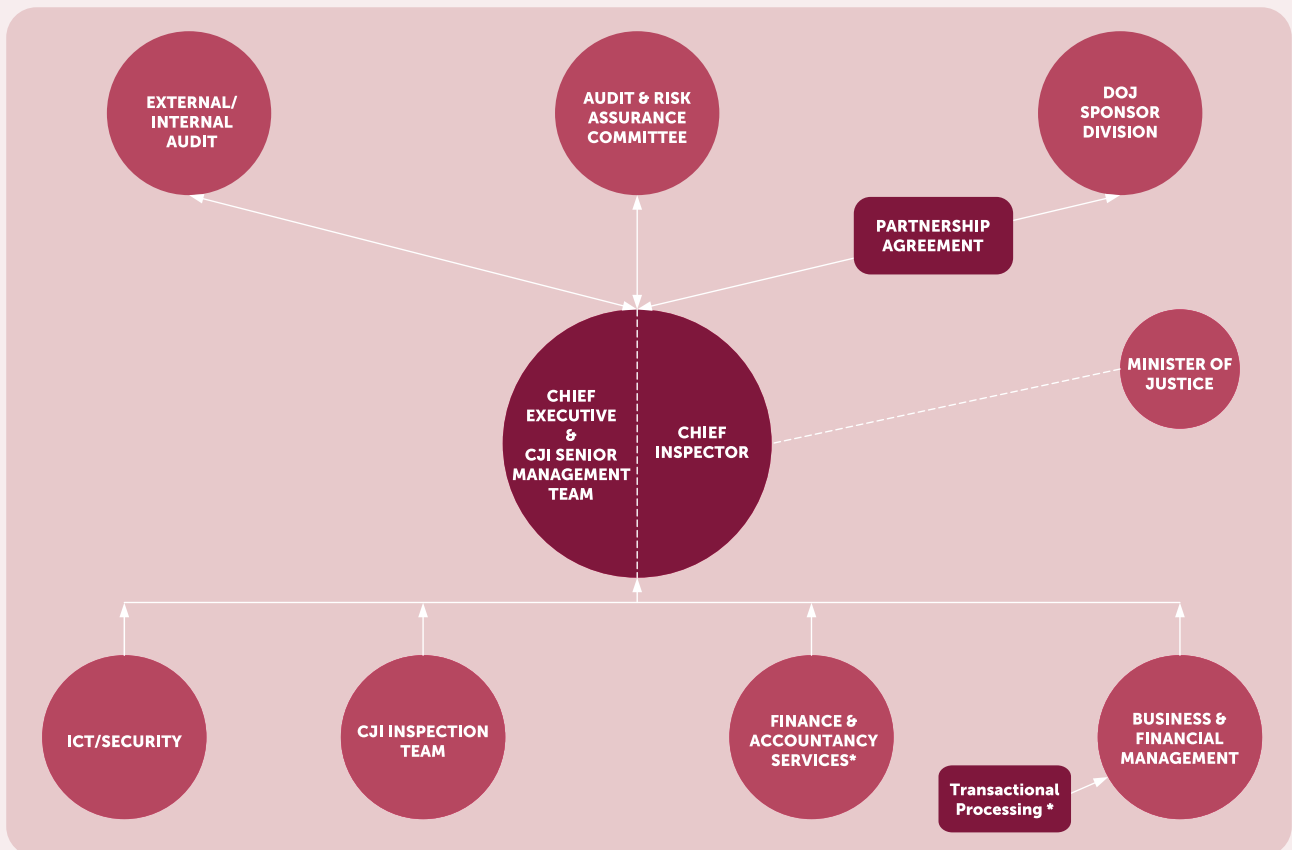 EXTERNAL/
INTERNAL
AUDIT
AUDIT & RISK
ASSURANCE
COMMITTEE
DOJ
SPONSOR
DIVISION
PARTNERSHIP
AGREEMENT
MINISTER OF
JUSTICE
CHIEF
EXECUTIVE
&
CJI SENIOR
MANAGEMENT
TEAM
CHIEF
INSPECTOR
ICT/SECURITY
CJI INSPECTION
TEAM
FINANCE &
ACCOUNTANCY
SERVICES*
BUSINESS &
FINANCIAL
MANAGEMENT
Transactional
Processing *